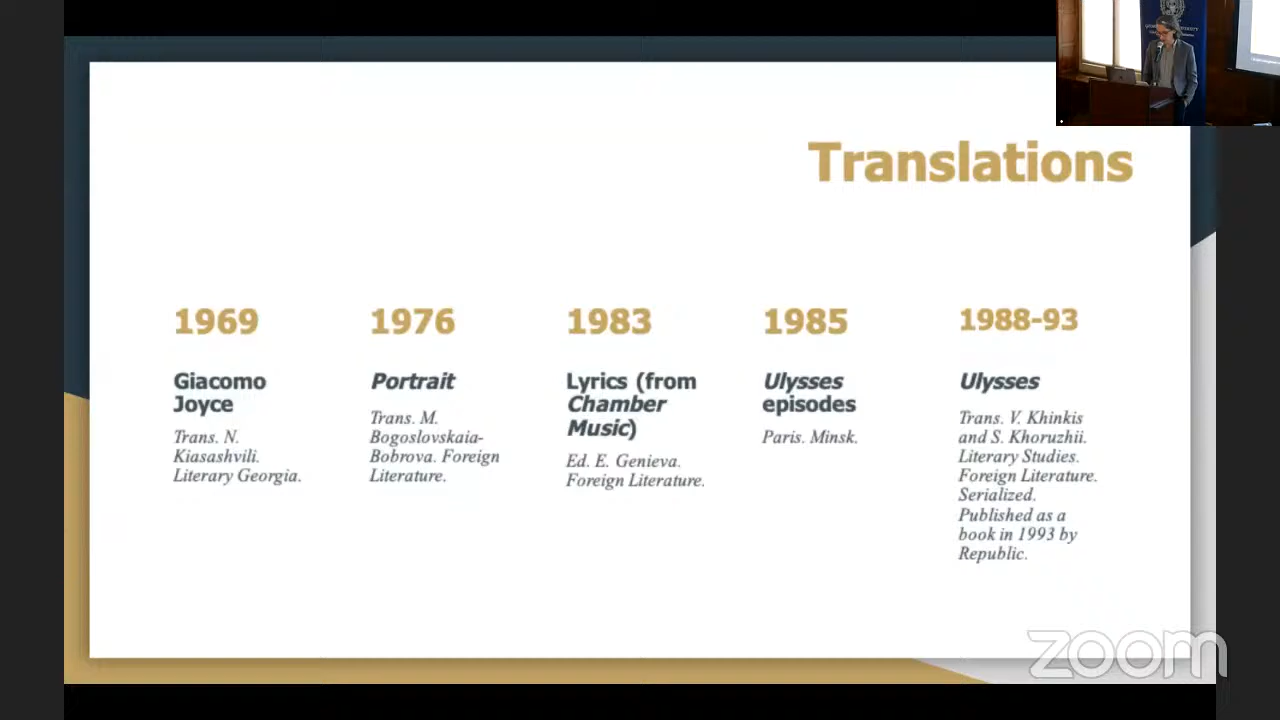 Translations
1969
Giacomo
Joyce
Trans. N.
Kiasashvili.
Literary Georgia.
1976
Portrait
Trans. M.
Bogoslovskaia-
Bobrova. Foreign
Literature.
1983
Lyrics (from
Chamber
Music)
Ed. E. Genieva.
Foreign Literature.
1985
Ulysses
episodes
Paris. Minsk.
1988-93
Ulysses
Trans. V. Khinkis
and S. Khoruzhii.
Literary Studies.
Foreign Literature.
Serialized.
Published as a
book in 1993 by
Republic.
zoom